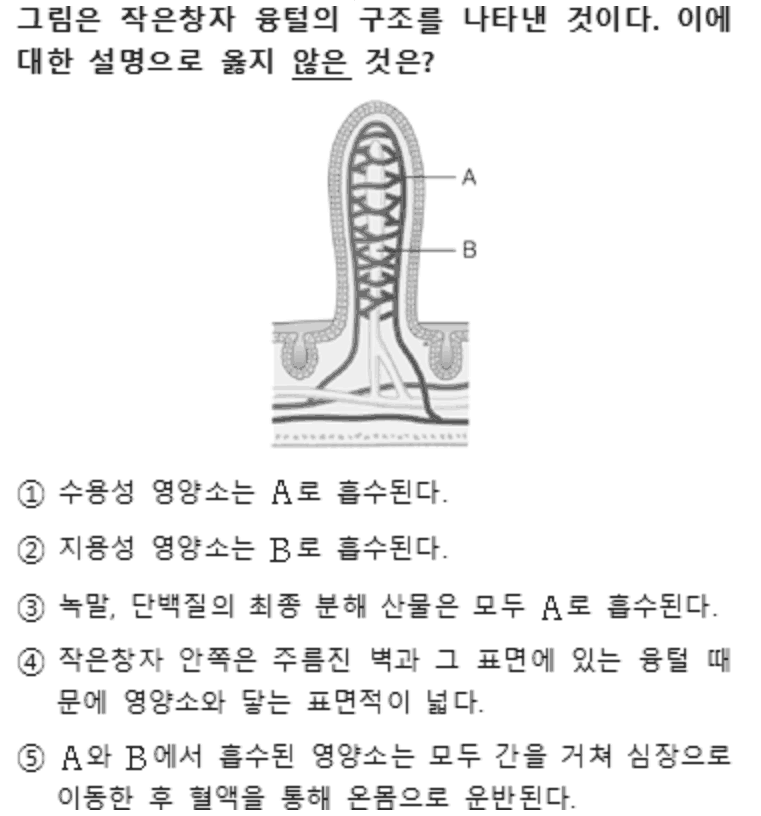 그림은 작은창자 융털의 구조를 나타낸 것이다. 이에
대한 설명으로 옳지 않은 것은?
A
B
① 수용성 영양소는 A로 흡수된다.
② 지용성 영양소는 B로 흡수된다.
③ 녹말, 단백질의 최종 분해 산물은 모두 A로 흡수된다.
④ 작은창자 안쪽은 주름진 벽과 그 표면에 있는 융털 때
문에 영양소와 닿는 표면적이 넓다.
⑤ A와 B에서 흡수된 영양소는 모두 간을 거쳐 심장으로
이동한 후 혈액을 통해 온몸으로 운반된다.